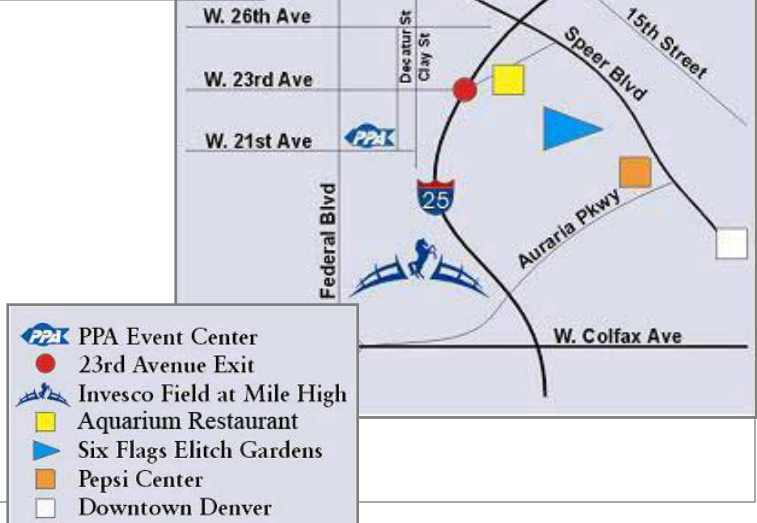 W. 26th Ave
Decatur St
Clay St
15th Street
Speer Blvd
W. 23rd Ave
W. 21st Ave
PPA
25
Federal Blvd
Auraria Pkwy
W. Colfax Ave
PPA PPA Event Center
23rd Avenue Exit
Invesco Field at Mile High
Aquarium Restaurant
Six Flags Elitch Gardens
Pepsi Center
Downtown Denver